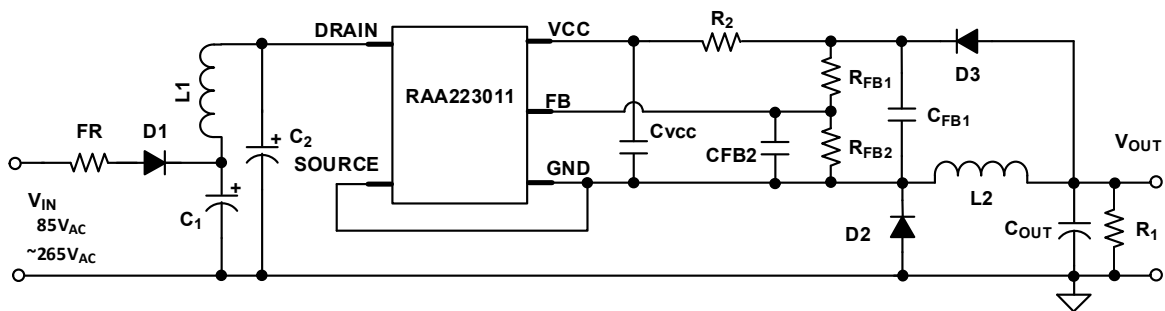 DRAIN
VCC
R2
D3
RAA223011
RFB1
L1
FB
CFB1
FR
D1
C2
CVCC
CFB2
RFB2
VOUT
SOURCE
GND
C1
VIN
85VAC
~265VAC
D2
L2
COUT
R1